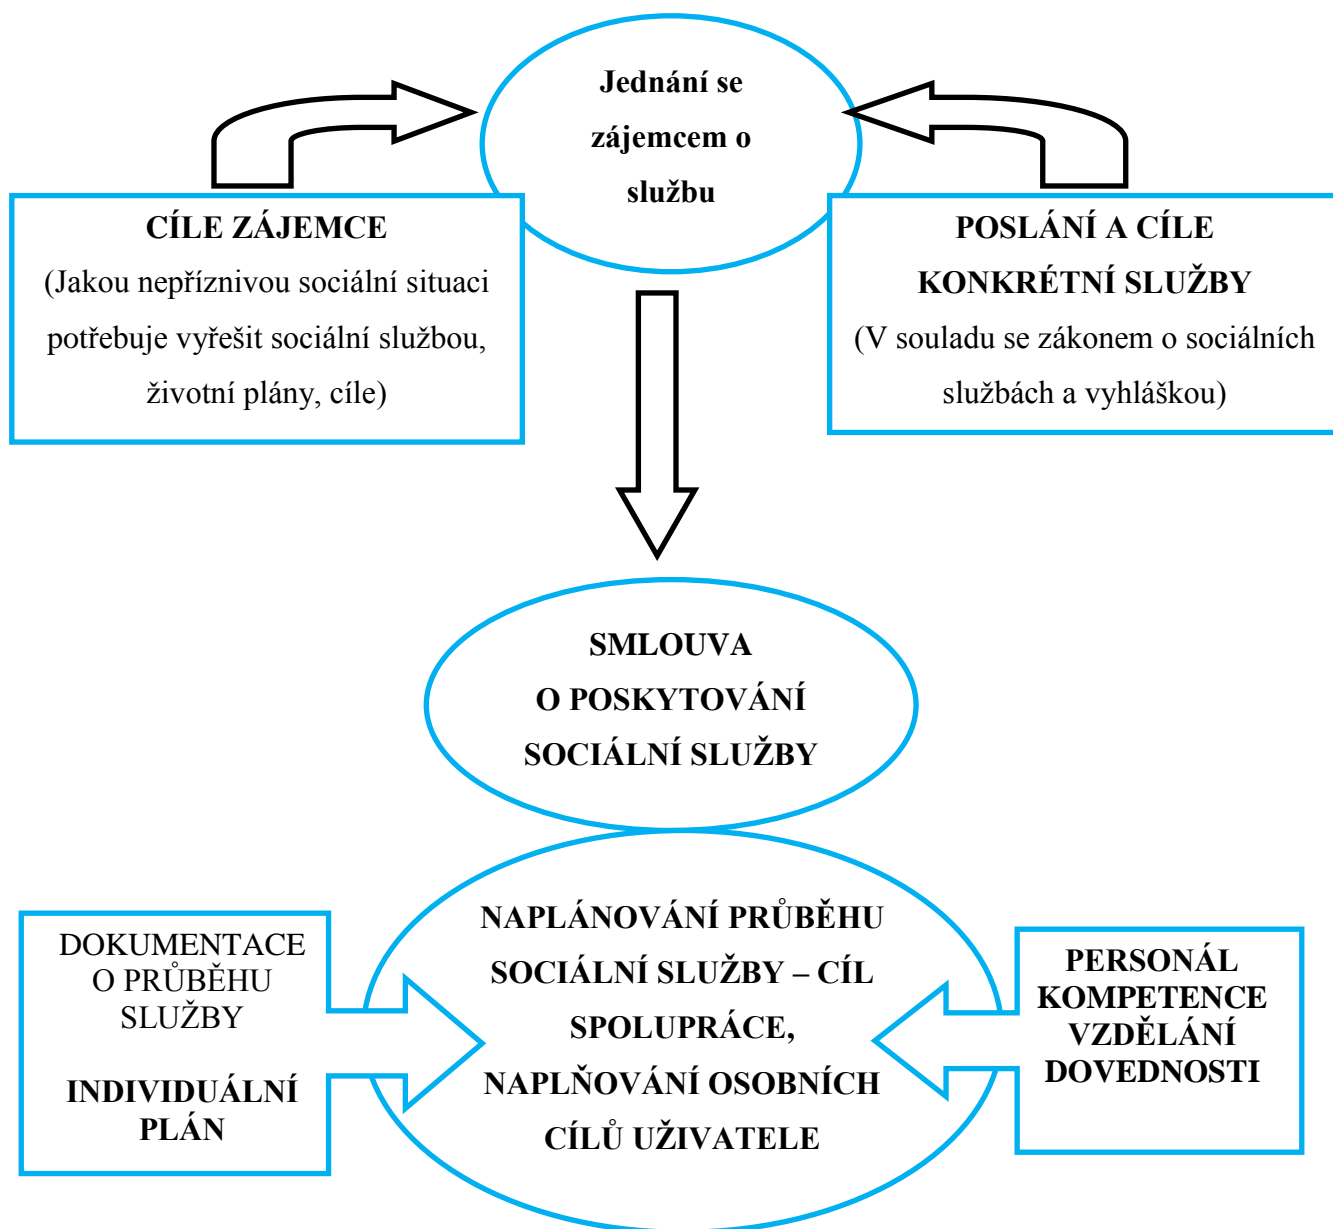 Jednání se
zájemcem o
službu
CÍLE ZÁJEMCE
(Jakou nepříznivou sociální situaci
potřebuje vyřešit sociální službou,
životní plány, cíle)
POSLÁNÍ A CÍLE
KONKRÉTNÍ SLUŽBY
(V souladu se zákonem o sociálních
službách a vyhláškou)
SMLOUVA
O POSKYTOVÁNÍ
SOCIÁLNÍ SLUŽBY
NAPLÁNOVÁNÍ PRŮBĚHU
SOCIÁLNÍ SLUŽBY – CÍL
SPOLUPRÁCE,
NAPLŇOVÁNÍ OSOBNÍCH
CÍLŮ UŽIVATELE
DOKUMENTACE
O PRŮBĚHU
SLUŽBY
INDIVIDUÁLNÍ
PLÁN
PERSONÁL
KOMPETENCE
VZDĚLÁNÍ
DOVEDNOSTI